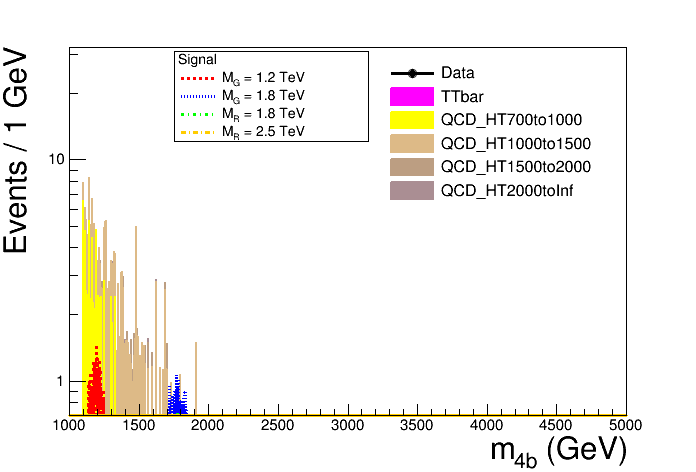 Events / 1 GeV
10
1
Signal
M_G = 1.2 TeV
M_G = 1.8 TeV
M_R = 1.8 TeV
M_R = 2.5 TeV
Data
TTbar
QCD_HT700to1000
QCD_HT1000to1500
QCD_HT1500to2000
QCD_HT2000toInf
1000 1500 2000 2500 3000 3500 4000 4500 5000
m_4b (GeV)